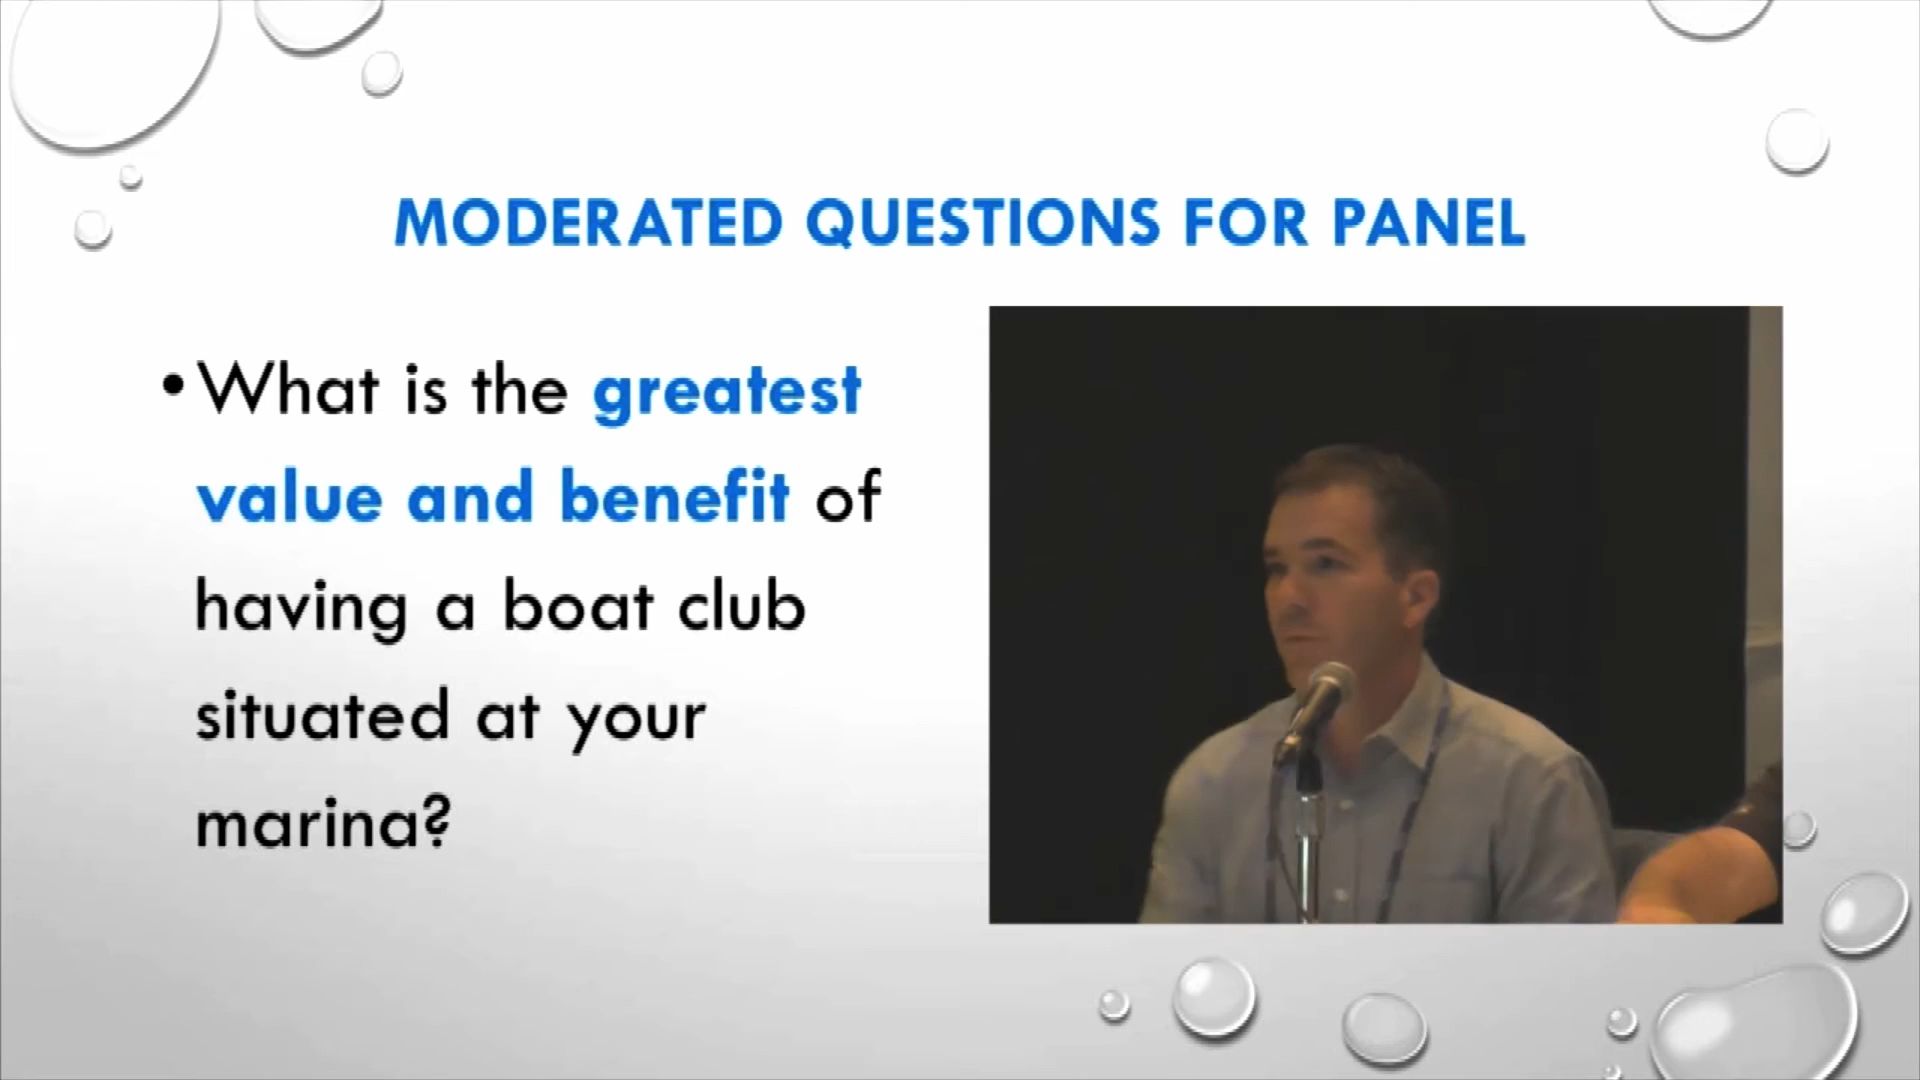 MODERATED QUESTIONS FOR PANEL
• What is the greatest
value and benefit of
having a boat club
situated at your
marina?